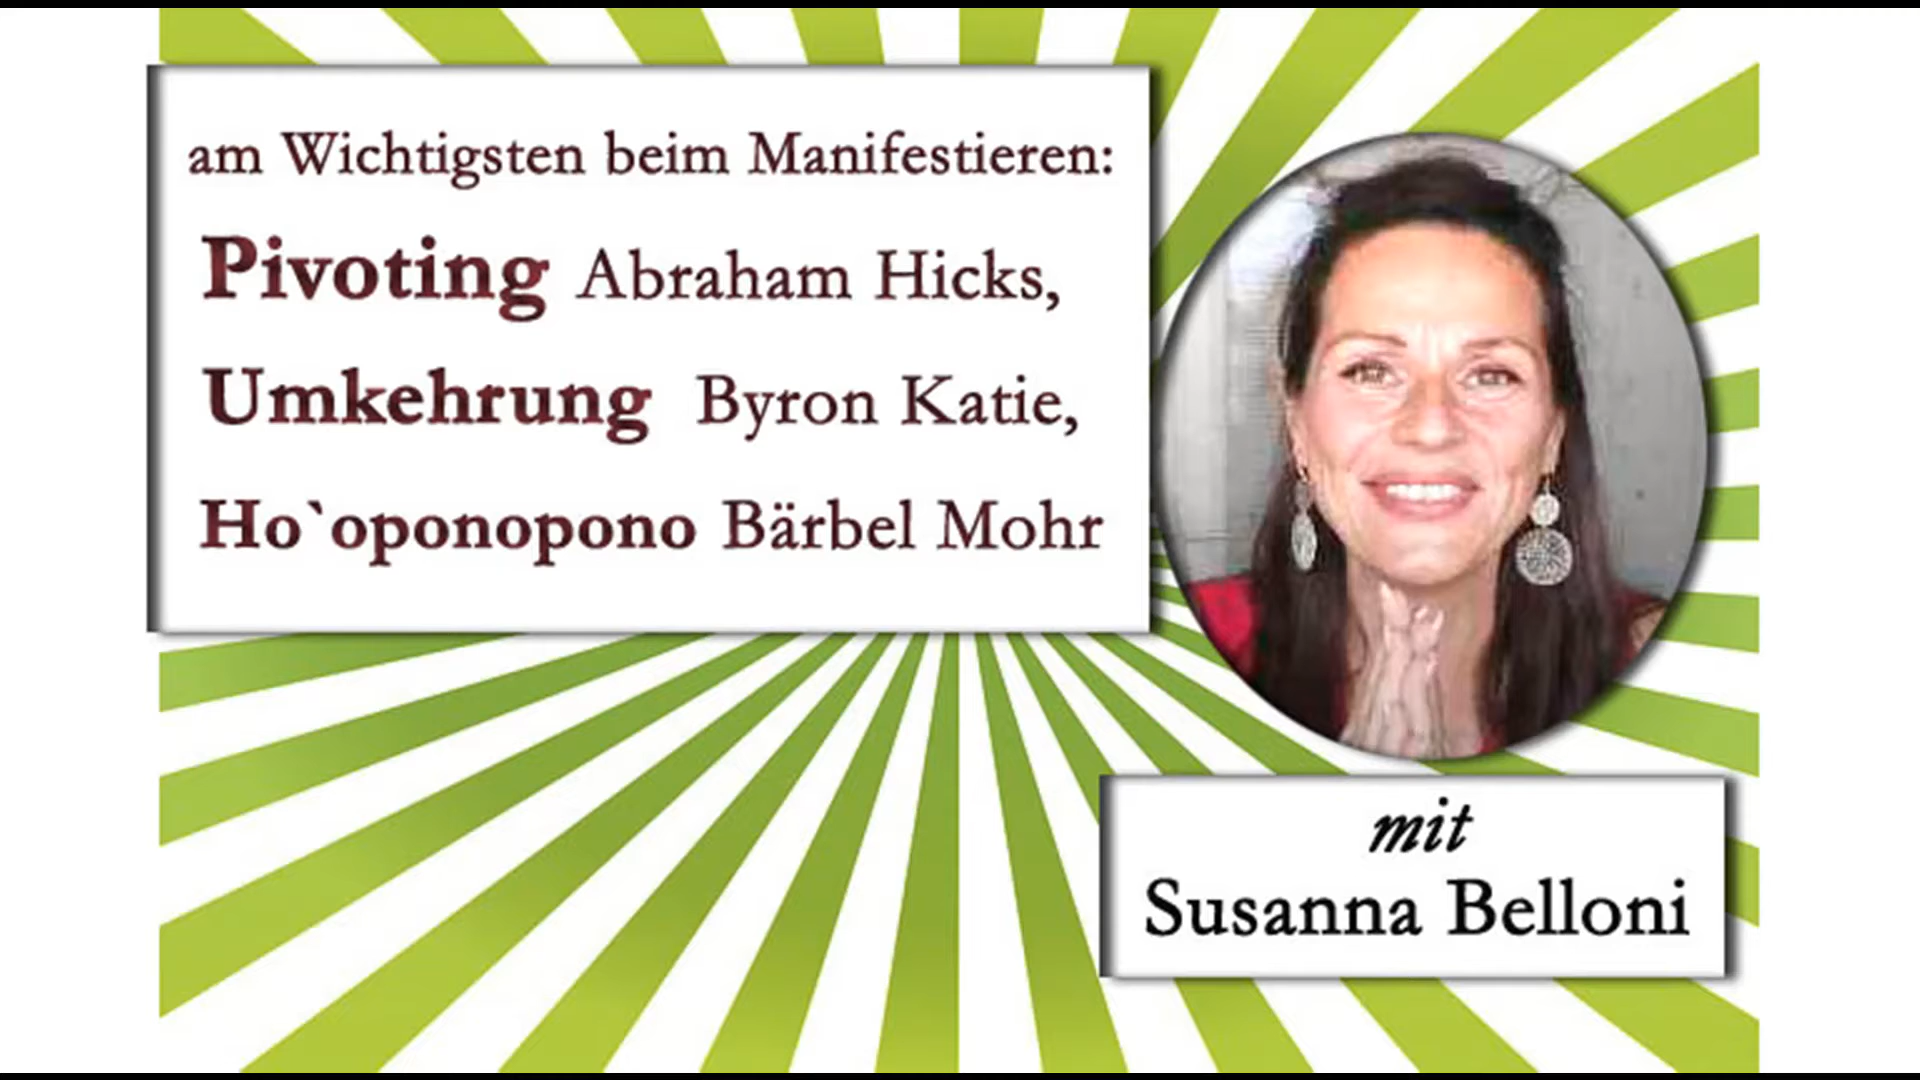 am Wichtigsten beim Manifestieren:
Pivoting Abraham Hicks,
Umkehrung Byron Katie,
Ho`oponopono Bärbel Mohr
mit
Susanna Belloni